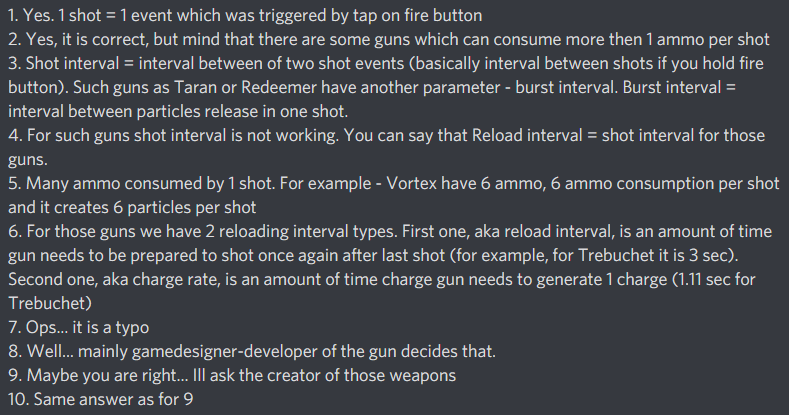 1. Yes. 1 shot = 1 event which was triggered by tap on fire button
2. Yes, it is correct, but mind that there are some guns which can consume more then 1 ammo per shot
3. Shot interval = interval between of two shot events (basically interval between shots if you hold fire
button). Such guns as Taran or Redeemer have another parameter - burst interval. Burst interval =
interval between particles release in one shot.
4. For such guns shot interval is not working. You can say that Reload interval = shot interval for those
guns.
5. Many ammo consumed by 1 shot. For example - Vortex have 6 ammo, 6 ammo consumption per shot
and it creates 6 particles per shot
6. For those guns we have 2 reloading interval types. First one, aka reload interval, is an amount of time
gun needs to be prepared to shot once again after last shot (for example, for Trebuchet it is 3 sec).
Second one, aka charge rate, is an amount of time charge gun needs to generate 1 charge (1.11 sec for
Trebuchet)
7. Ops... it is a typo
8. Well... mainly gamedesigner-developer of the gun decides that.
9. Maybe you are right... Ill ask the creator of those weapons
10. Same answer as for 9